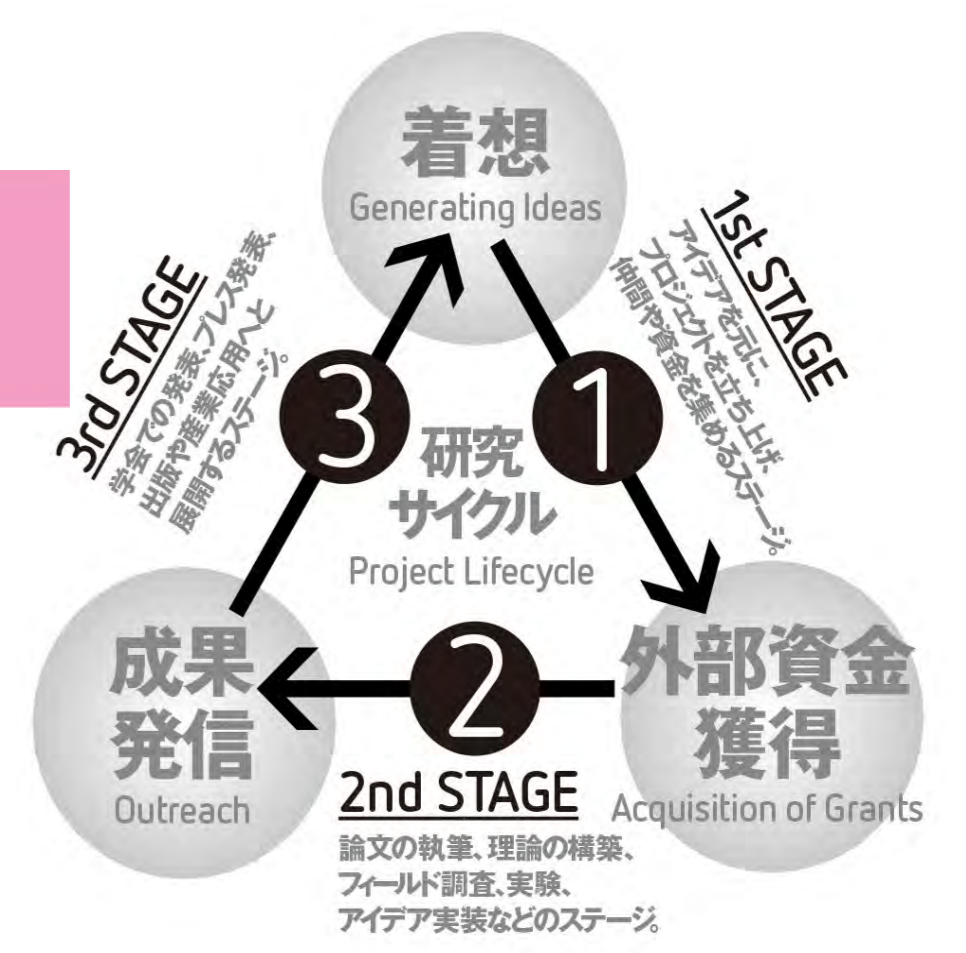 着想
Generating Ideas
1st STAGE
アイデアを元に、
プロジェクトを立ち上げ、
仲間や資金を集めるステージ。
1
3rd STAGE
学会での発表、プレス発表、
出版や産業応用へと
展開するステージ。
3
研究
サイクル
Project Lifecycle
成果
発信
Outreach
2
外部資金
獲得
Acquisition of Grants
2nd STAGE
論文の執筆、理論の構築、
フィールド調査、実験、
アイデア実装などのステージ。